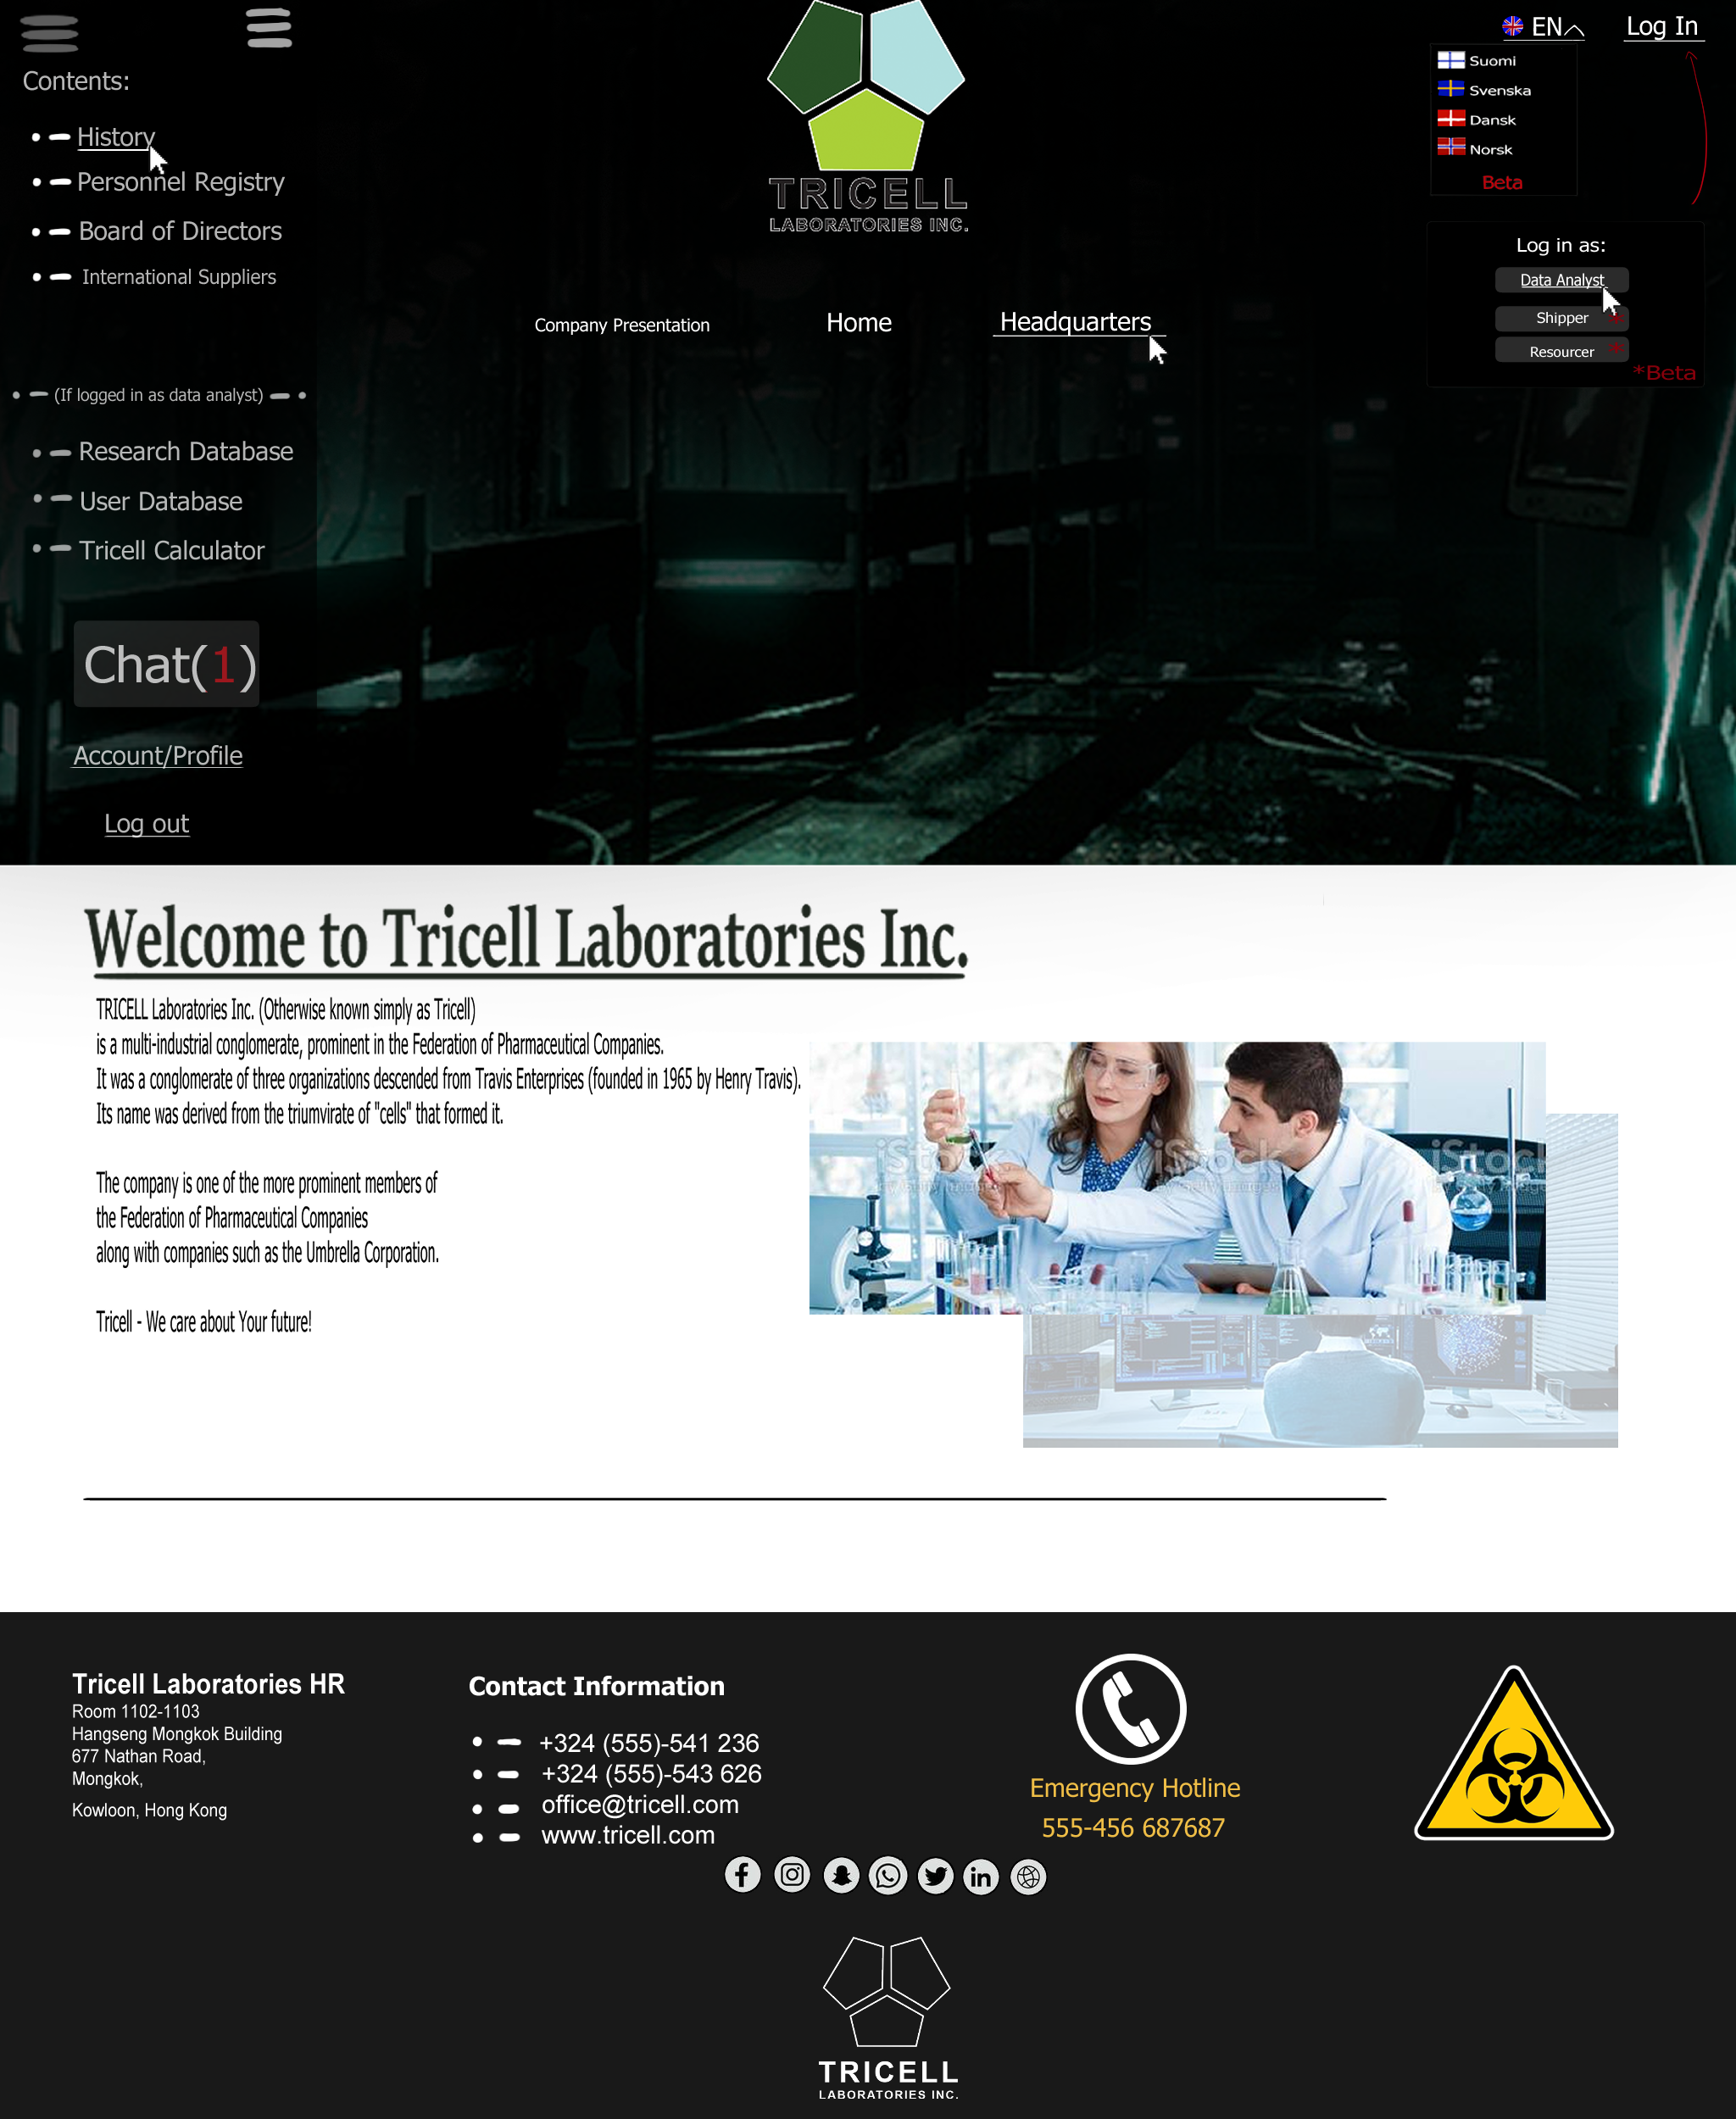 Contents:
History
Personnel Registry
Board of Directors
International Suppliers
(If logged in as data analyst)
Research Database
User Database
Tricell Calculator
Chat(1)
Account/Profile
Log out
TRICELL
LABORATORIES INC.
Company Presentation
Home
Headquarters
EN
Log In
Suomi
Svenska
Dansk
Norsk
Beta
Log in as:
Data Analyst
Shipper *
Resourcer *
*Beta
Welcome to Tricell Laboratories Inc.
TRICELL Laboratories Inc. (Otherwise known simply as Tricell)
is a multi-industrial conglomerate, prominent in the Federation of Pharmaceutical Companies.
It was a conglomerate of three organizations descended from Travis Enterprises (founded in 1965 by Henry Travis).
Its name was derived from the triumvirate of "cells" that formed it.
The company is one of the more prominent members of
the Federation of Pharmaceutical Companies
along with companies such as the Umbrella Corporation.
Tricell - We care about Your future!
iStock
iStock
iStock
Tricell Laboratories HR
Room 1102-1103
Hangseng Mongkok Building
677 Nathan Road,
Mongkok,
Kowloon, Hong Kong
Contact Information
+324 (555)-541 236
+324 (555)-543 626
office@tricell.com
www.tricell.com
Emergency Hotline
555-456 687687
TRICELL
LABORATORIES INC.